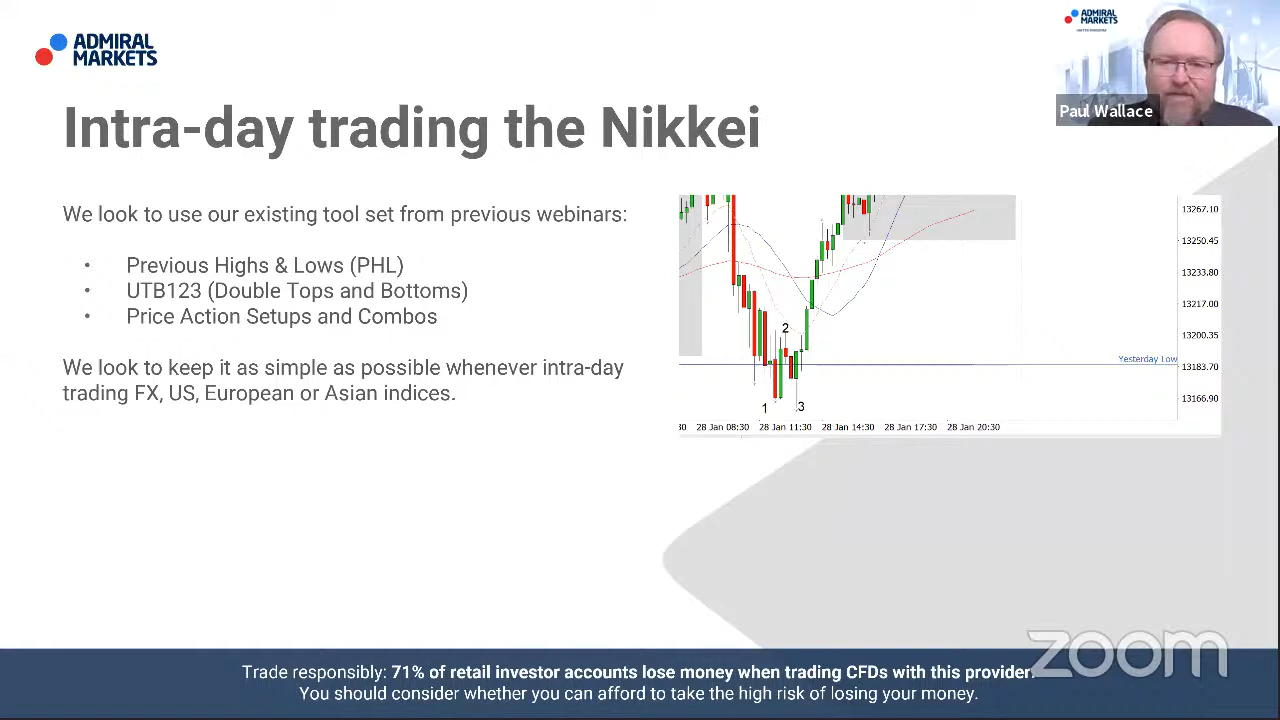 ADMIRAL
MARKETS
ADMIRAL
MARKETS
Paul Wallace
Intra-day trading the Nikkei
We look to use our existing tool set from previous webinars:
• Previous Highs & Lows (PHL)
• UTB123 (Double Tops and Bottoms)
• Price Action Setups and Combos
We look to keep it as simple as possible whenever intra-day
trading FX, US, European or Asian indices.
13267.10
13250.45
13233.80
13217.00
13200.35
2
Yesterday Low
13183.70
13166.90
1
3
30 28 Jan 08:30 28 Jan 11:30 28 Jan 14:30 28 Jan 17:30 28 Jan 20:30
zoom
Trade responsibly: 71% of retail investor accounts lose money when trading CFDs with this provider.
You should consider whether you can afford to take the high risk of losing your money.